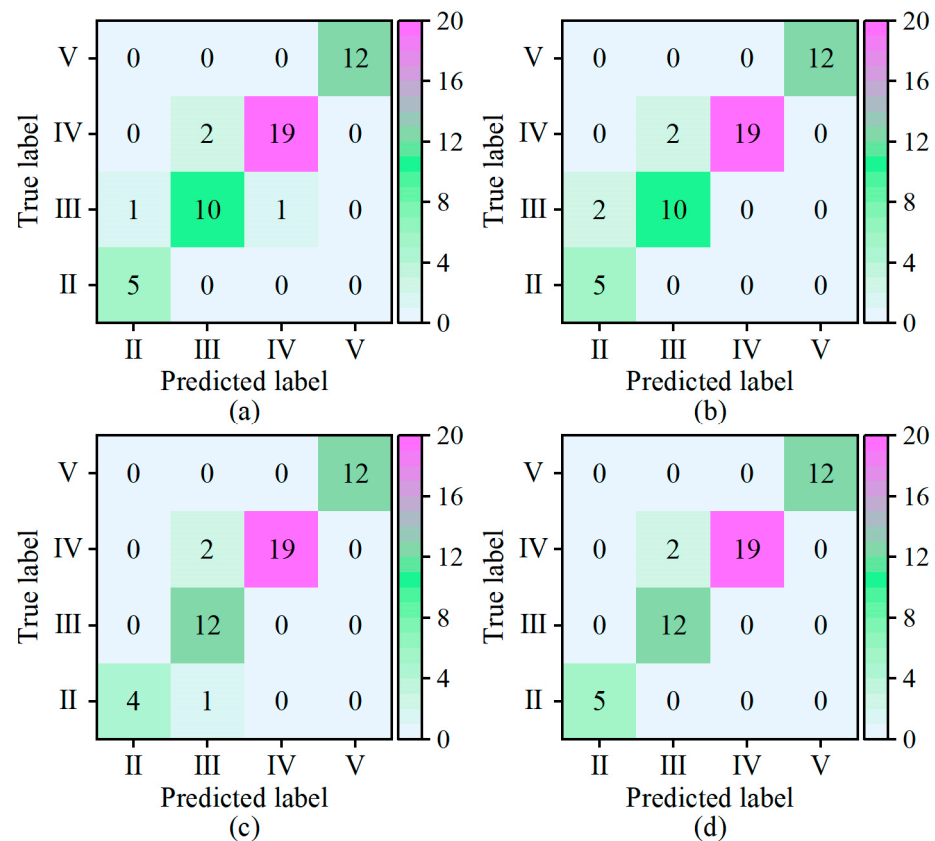 20
V 0 0 0 12
16
IV 0 2 19 0
12
True label
8
III 1 10 1 0
4
II 5 0 0 0
0
II III IV V
Predicted label
(a)
20
V 0 0 0 12
16
IV 0 2 19 0
12
True label
8
III 2 10 0 0
4
II 5 0 0 0
0
II III IV V
Predicted label
(b)
20
V 0 0 0 12
16
IV 0 2 19 0
12
True label
8
III 0 12 0 0
4
II 4 1 0 0
0
II III IV V
Predicted label
(c)
20
V 0 0 0 12
16
IV 0 2 19 0
12
True label
8
III 0 12 0 0
4
II 5 0 0 0
0
II III IV V
Predicted label
(d)